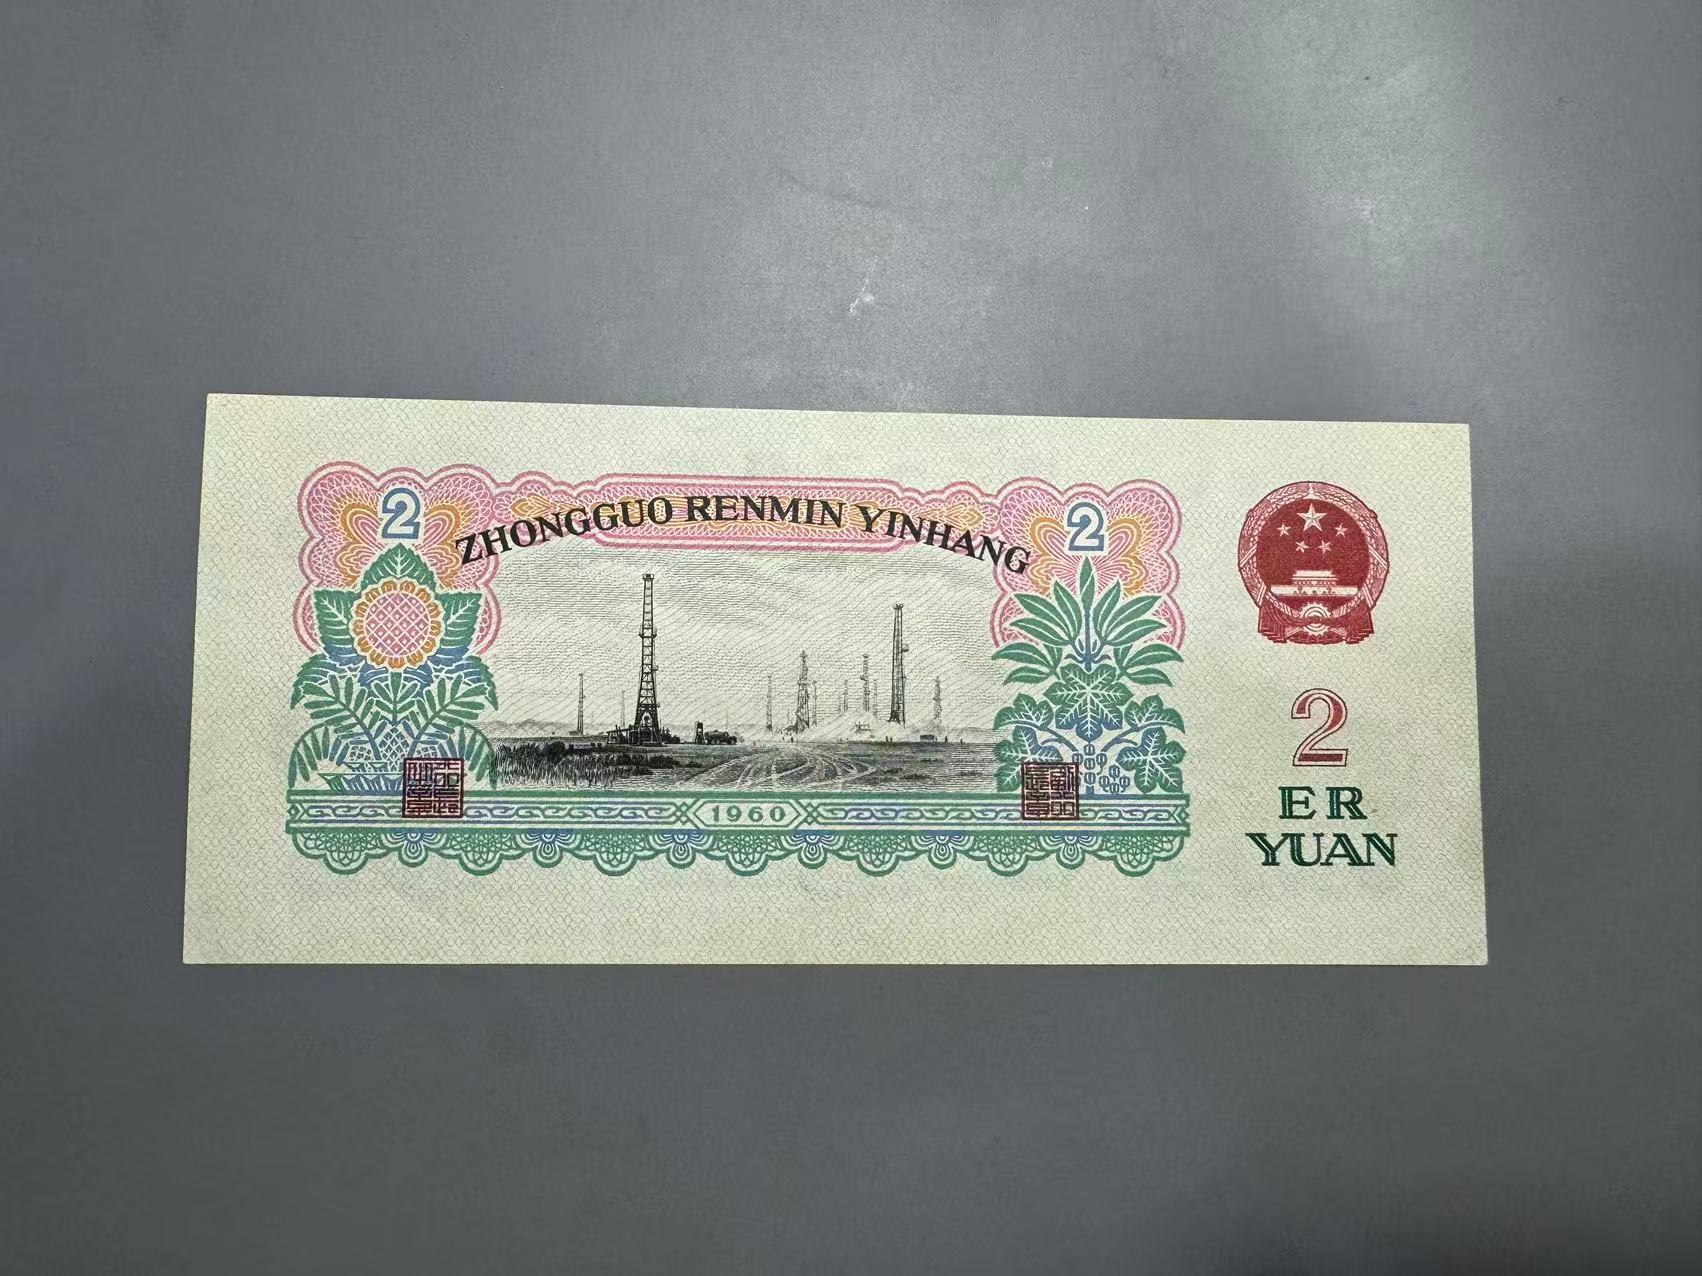 2
ZHONGGUO RENMIN YINHANG
2
1960
2
ER
YUAN